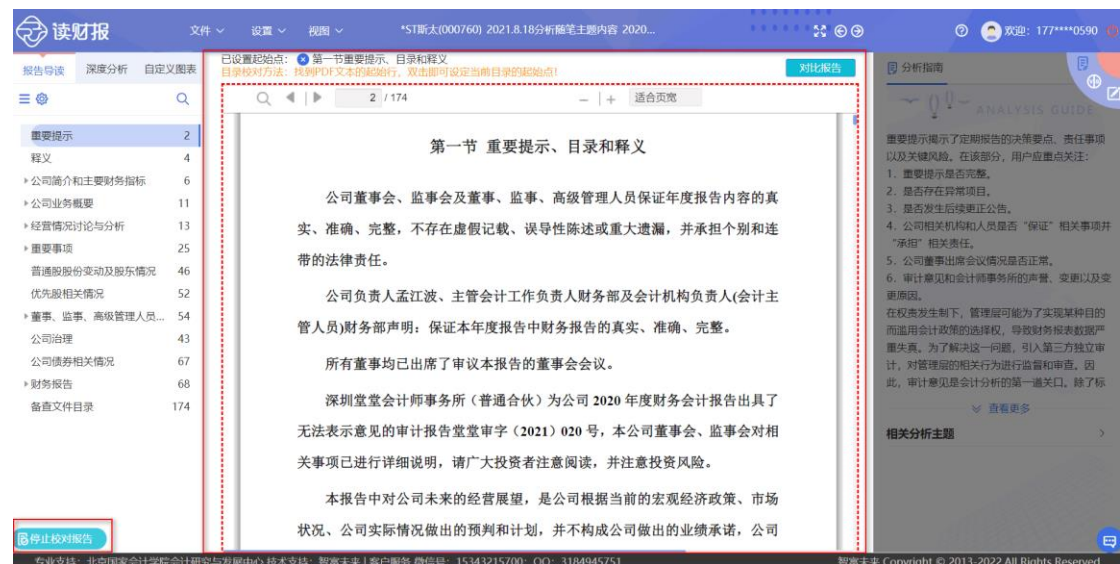 读财报
文件
设置
视图
*ST斯太(000760) 2021.8.18分析随笔主题内容 2020...
欢迎：177****0590
报告导读
深度分析
自定义图表
重要提示 2
释义 4
公司简介和主要财务指标 6
公司业务概要 11
经营情况讨论与分析 13
重要事项 25
普通股股份变动及股东情况 46
优先股相关情况 52
董事、监事、高级管理人员... 54
公司治理 43
公司债券相关情况 67
财务报告 68
备查文件目录 174
停止校对报告
已设置起始点： 第一节重要提示、目录和释义
目录校对方法：找到PDF文本的起始行，双击即可设定当前目录的起始点！
对比报告
2 / 174
适合页宽
第一节 重要提示、目录和释义
公司董事会、监事会及董事、监事、高级管理人员保证年度报告内容的真
实、准确、完整，不存在虚假记载、误导性陈述或重大遗漏，并承担个别和连
带的法律责任。
公司负责人孟江波、主管会计工作负责人财务部及会计机构负责人(会计主
管人员)财务部声明：保证本年度报告中财务报告的真实、准确、完整。
所有董事均已出席了审议本报告的董事会会议。
深圳堂堂会计师事务所（普通合伙）为公司 2020 年度财务会计报告出具了
无法表示意见的审计报告堂堂审字（2021）020 号，本公司董事会、监事会对相
关事项已进行详细说明，请广大投资者注意阅读，并注意投资风险。
本报告中对公司未来的经营展望，是公司根据当前的宏观经济政策、市场
状况、公司实际情况做出的预判和计划，并不构成公司做出的业绩承诺，公司
分析指南
ANALYSIS GUIDE
重要提示揭示了定期报告的决策要点、责任事项
以及关键风险。在该部分，用户应重点关注：
1. 重要提示是否完整。
2. 是否存在异常项目。
3. 是否发生后续更正公告。
4. 公司相关机构和人员是否“保证”相关事项并
“承担”相关责任。
5. 公司董事出席会议情况是否正常。
6. 审计意见和会计师事务所的声誉、变更以及变
更原因。
在权责发生制下，管理层可能为了实现某种目的
而滥用会计政策的选择权，导致财务报表数据严
重失真。为了解决这一问题，引入第三方独立审
计，对管理层的相关行为进行监督和审查。因
此，审计意见是会计分析的第一道关口。除了标
查看更多
相关分析主题
专业支持：北京国家会计学院会计研究与发展中心 技术支持：智富未来 | 客户服务 微信号：15343215700；QQ：3184945751
智富未来 Copyright © 2013-2022 All Rights Reserved